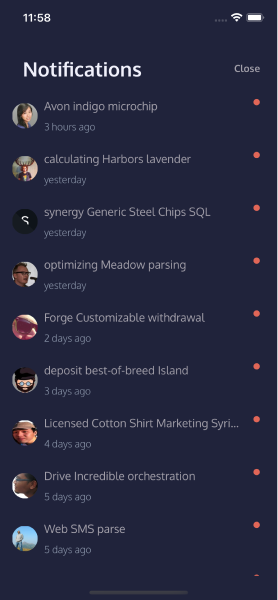 11:58
Notifications
Close
Avon indigo microchip
3 hours ago
calculating Harbors lavender
yesterday
S
synergy Generic Steel Chips SQL
yesterday
optimizing Meadow parsing
yesterday
Forge Customizable withdrawal
2 days ago
deposit best-of-breed Island
3 days ago
Licensed Cotton Shirt Marketing Syri...
4 days ago
Drive Incredible orchestration
5 days ago
Web SMS parse
5 days ago